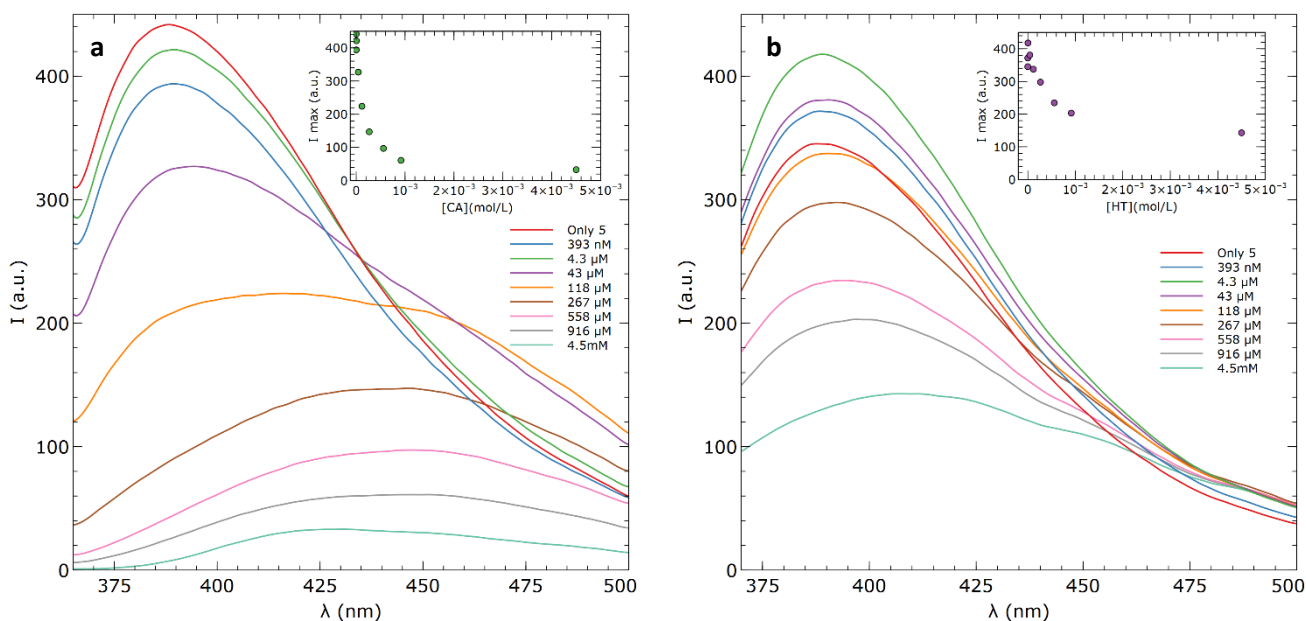 a
I (a.u.)
400
300
200
100
0
375
400
425
450
475
500
λ (nm)
I max (a.u.)
400
300
200
100
0
0
10⁻³
2×10⁻³
3×10⁻³
4×10⁻³
5×10⁻³
[CA](mol/L)
Only 5
393 nM
4.3 μM
43 μM
118 μM
267 μM
558 μM
916 μM
4.5mM
b
I (a.u.)
400
300
200
100
0
375
400
425
450
475
500
λ (nm)
I max (a.u.)
400
300
200
100
0
0
10⁻³
2×10⁻³
3×10⁻³
4×10⁻³
5×10⁻³
[HT](mol/L)
Only 5
393 nM
4.3 μM
43 μM
118 μM
267 μM
558 μM
916 μM
4.5mM